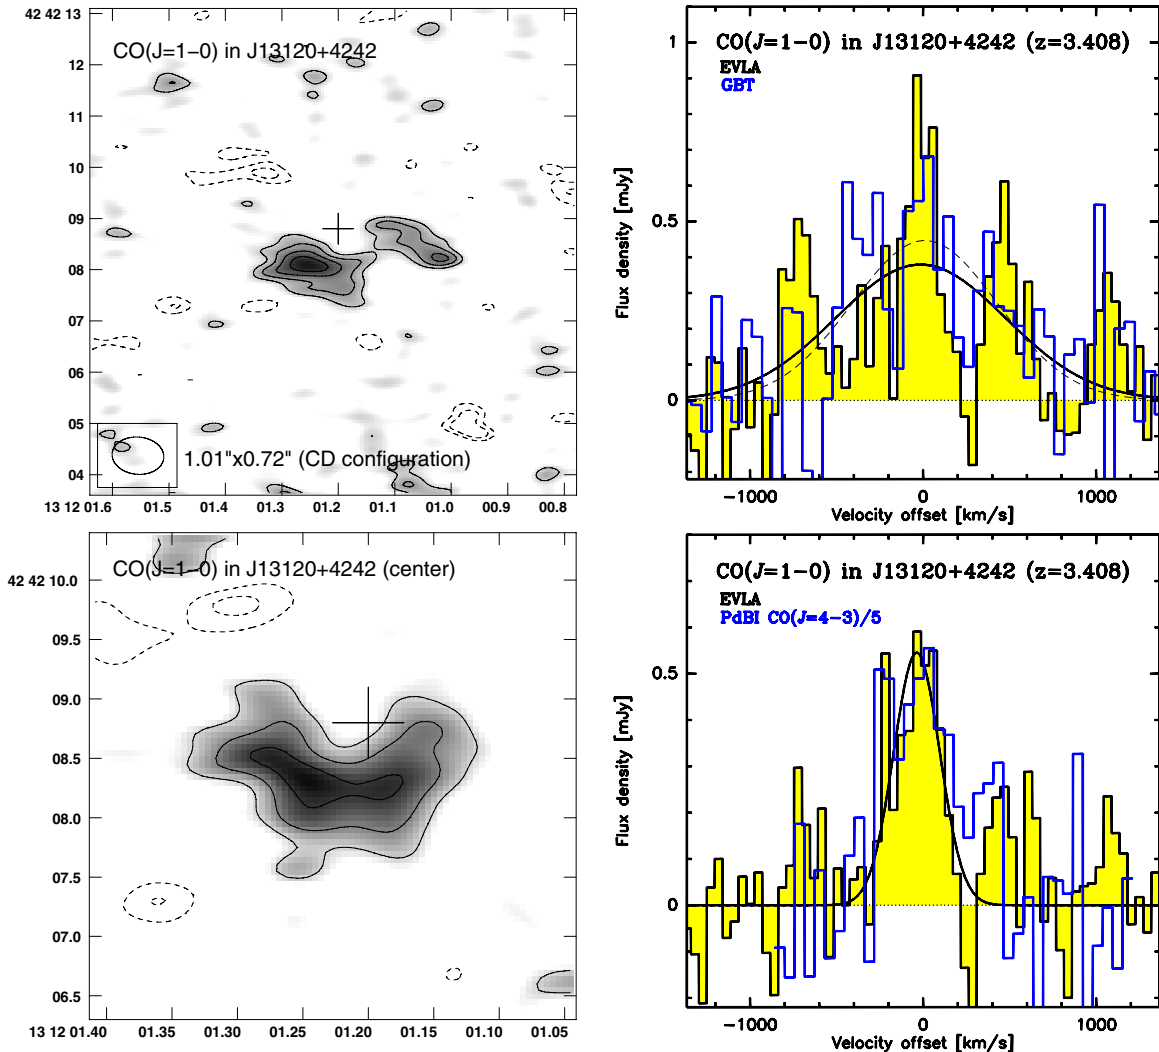 42 42 13
12
11
10
09
08
07
06
05
04
CO(J=1-0) in J13120+4242
1.01"x0.72" (CD configuration)
13 12 01.6 01.5 01.4 01.3 01.2 01.1 01.0 00.9 00.8
CO(J=1-0) in J13120+4242 (z=3.408)
EVLA
GBT
Flux density [mJy]
1
0.5
0
-1000 0 1000
Velocity offset [km/s]
CO(J=1-0) in J13120+4242 (center)
42 42 10.0
09.5
09.0
08.5
08.0
07.5
07.0
06.5
13 12 01.40 01.35 01.30 01.25 01.20 01.15 01.10 01.05
CO(J=1-0) in J13120+4242 (z=3.408)
EVLA
PdBI CO(J=4-3)/5
Flux density [mJy]
0.5
0
-1000 0 1000
Velocity offset [km/s]